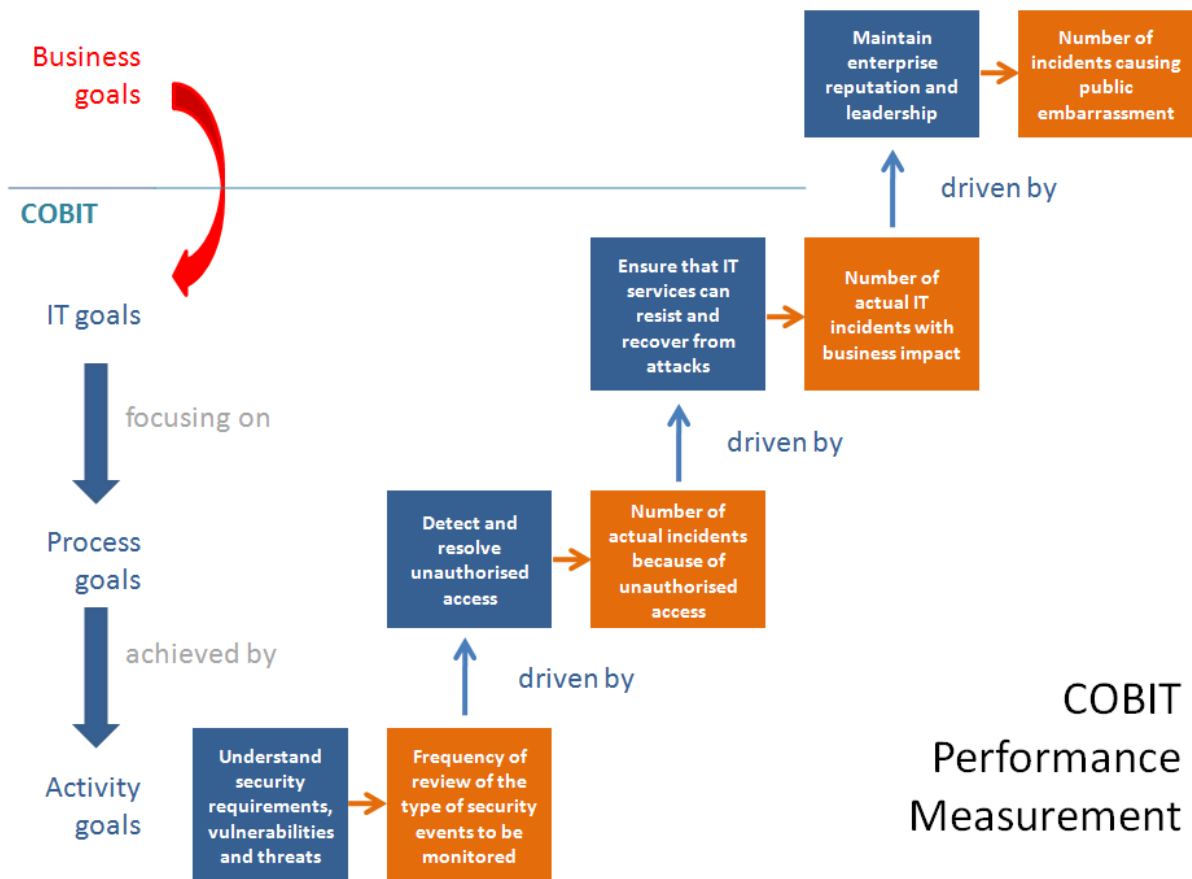 Business
goals
COBIT
IT goals
focusing on
Process
goals
achieved by
Activity
goals
Maintain
enterprise
reputation and
leadership
Number of
incidents causing
public
embarrassment
driven by
Ensure that IT
services can
resist and
recover from
attacks
Number of
actual IT
incidents with
business impact
driven by
Detect and
resolve
unauthorised
access
Number of
actual incidents
because of
unauthorised
access
driven by
Understand
security
requirements,
vulnerabilities
and threats
Frequency of
review of the
type of security
events to be
monitored
COBIT
Performance
Measurement